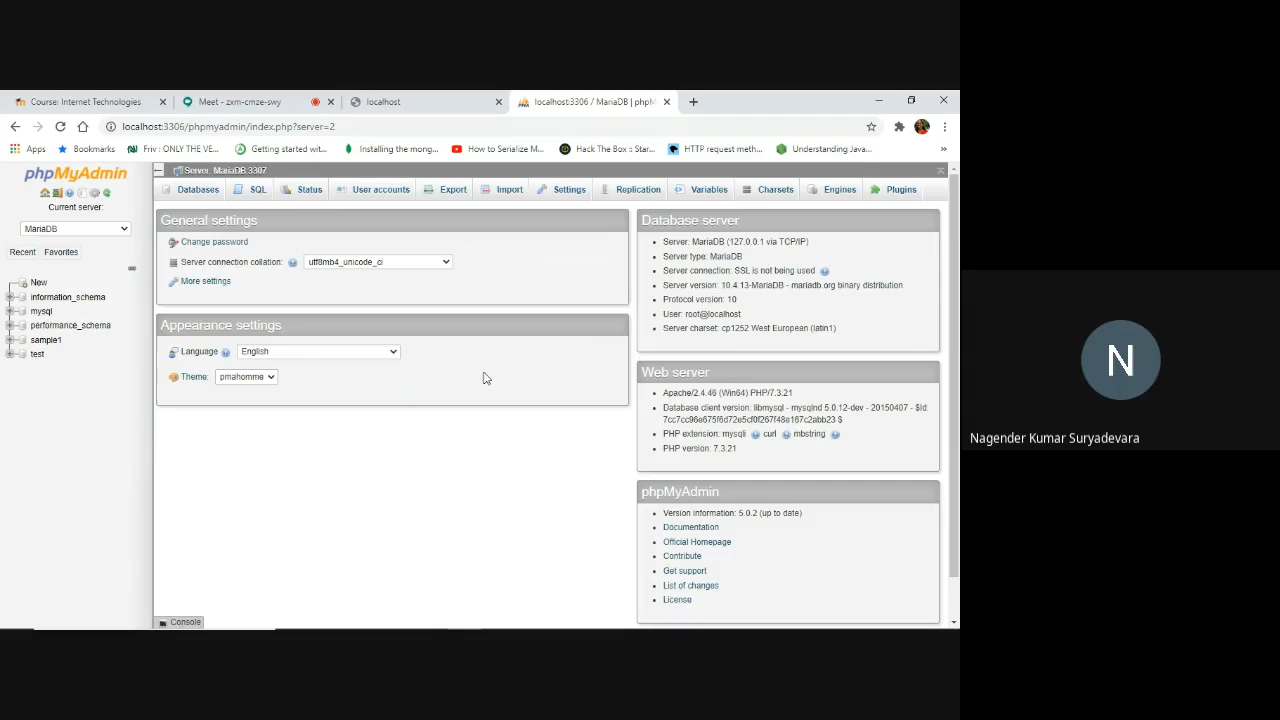 Course: Internet Technologies
Meet - zxm-cmze-swy
localhost
localhost:3306 / MariaDB | phpM
localhost:3306/phpmyadmin/index.php?server=2
Apps
Bookmarks
Friv : ONLY THE VE...
Getting started wit...
Installing the mong...
How to Serialize M...
Hack The Box :: Star...
HTTP request meth...
Understanding Java...
phpMyAdmin
Current server:
MariaDB
Recent
Favorites
New
information_schema
mysql
performance_schema
sample1
test
Server: MariaDB:3307
Databases
SQL
Status
User accounts
Export
Import
Settings
Replication
Variables
Charsets
Engines
Plugins
General settings
Change password
Server connection collation:
utf8mb4_unicode_ci
More settings
Appearance settings
Language
English
Theme:
pmahomme
Database server
Server: MariaDB (127.0.0.1 via TCP/IP)
Server type: MariaDB
Server connection: SSL is not being used
Server version: 10.4.13-MariaDB - mariadb.org binary distribution
Protocol version: 10
User: root@localhost
Server charset: cp1252 West European (latin1)
Web server
Apache/2.4.46 (Win64) PHP/7.3.21
Database client version: libmysql - mysqlnd 5.0.12-dev - 20150407 - $Id:
7cc7cc96e675f6d72e5cf0f267f48e167c2abb23 $
PHP extension: mysqli curl mbstring
PHP version: 7.3.21
phpMyAdmin
Version information: 5.0.2 (up to date)
Documentation
Official Homepage
Contribute
Get support
List of changes
License
Console
N
Nagender Kumar Suryadevara